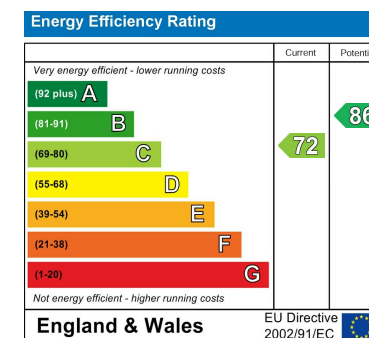 Energy Efficiency Rating
Current Potenti
Very energy efficient - lower running costs
(92 plus) A
(81-91) B
(69-80) C
(55-68) D
(39-54) E
(21-38) F
(1-20) G
72
86
Not energy efficient - higher running costs
England & Wales
EU Directive
2002/91/EC